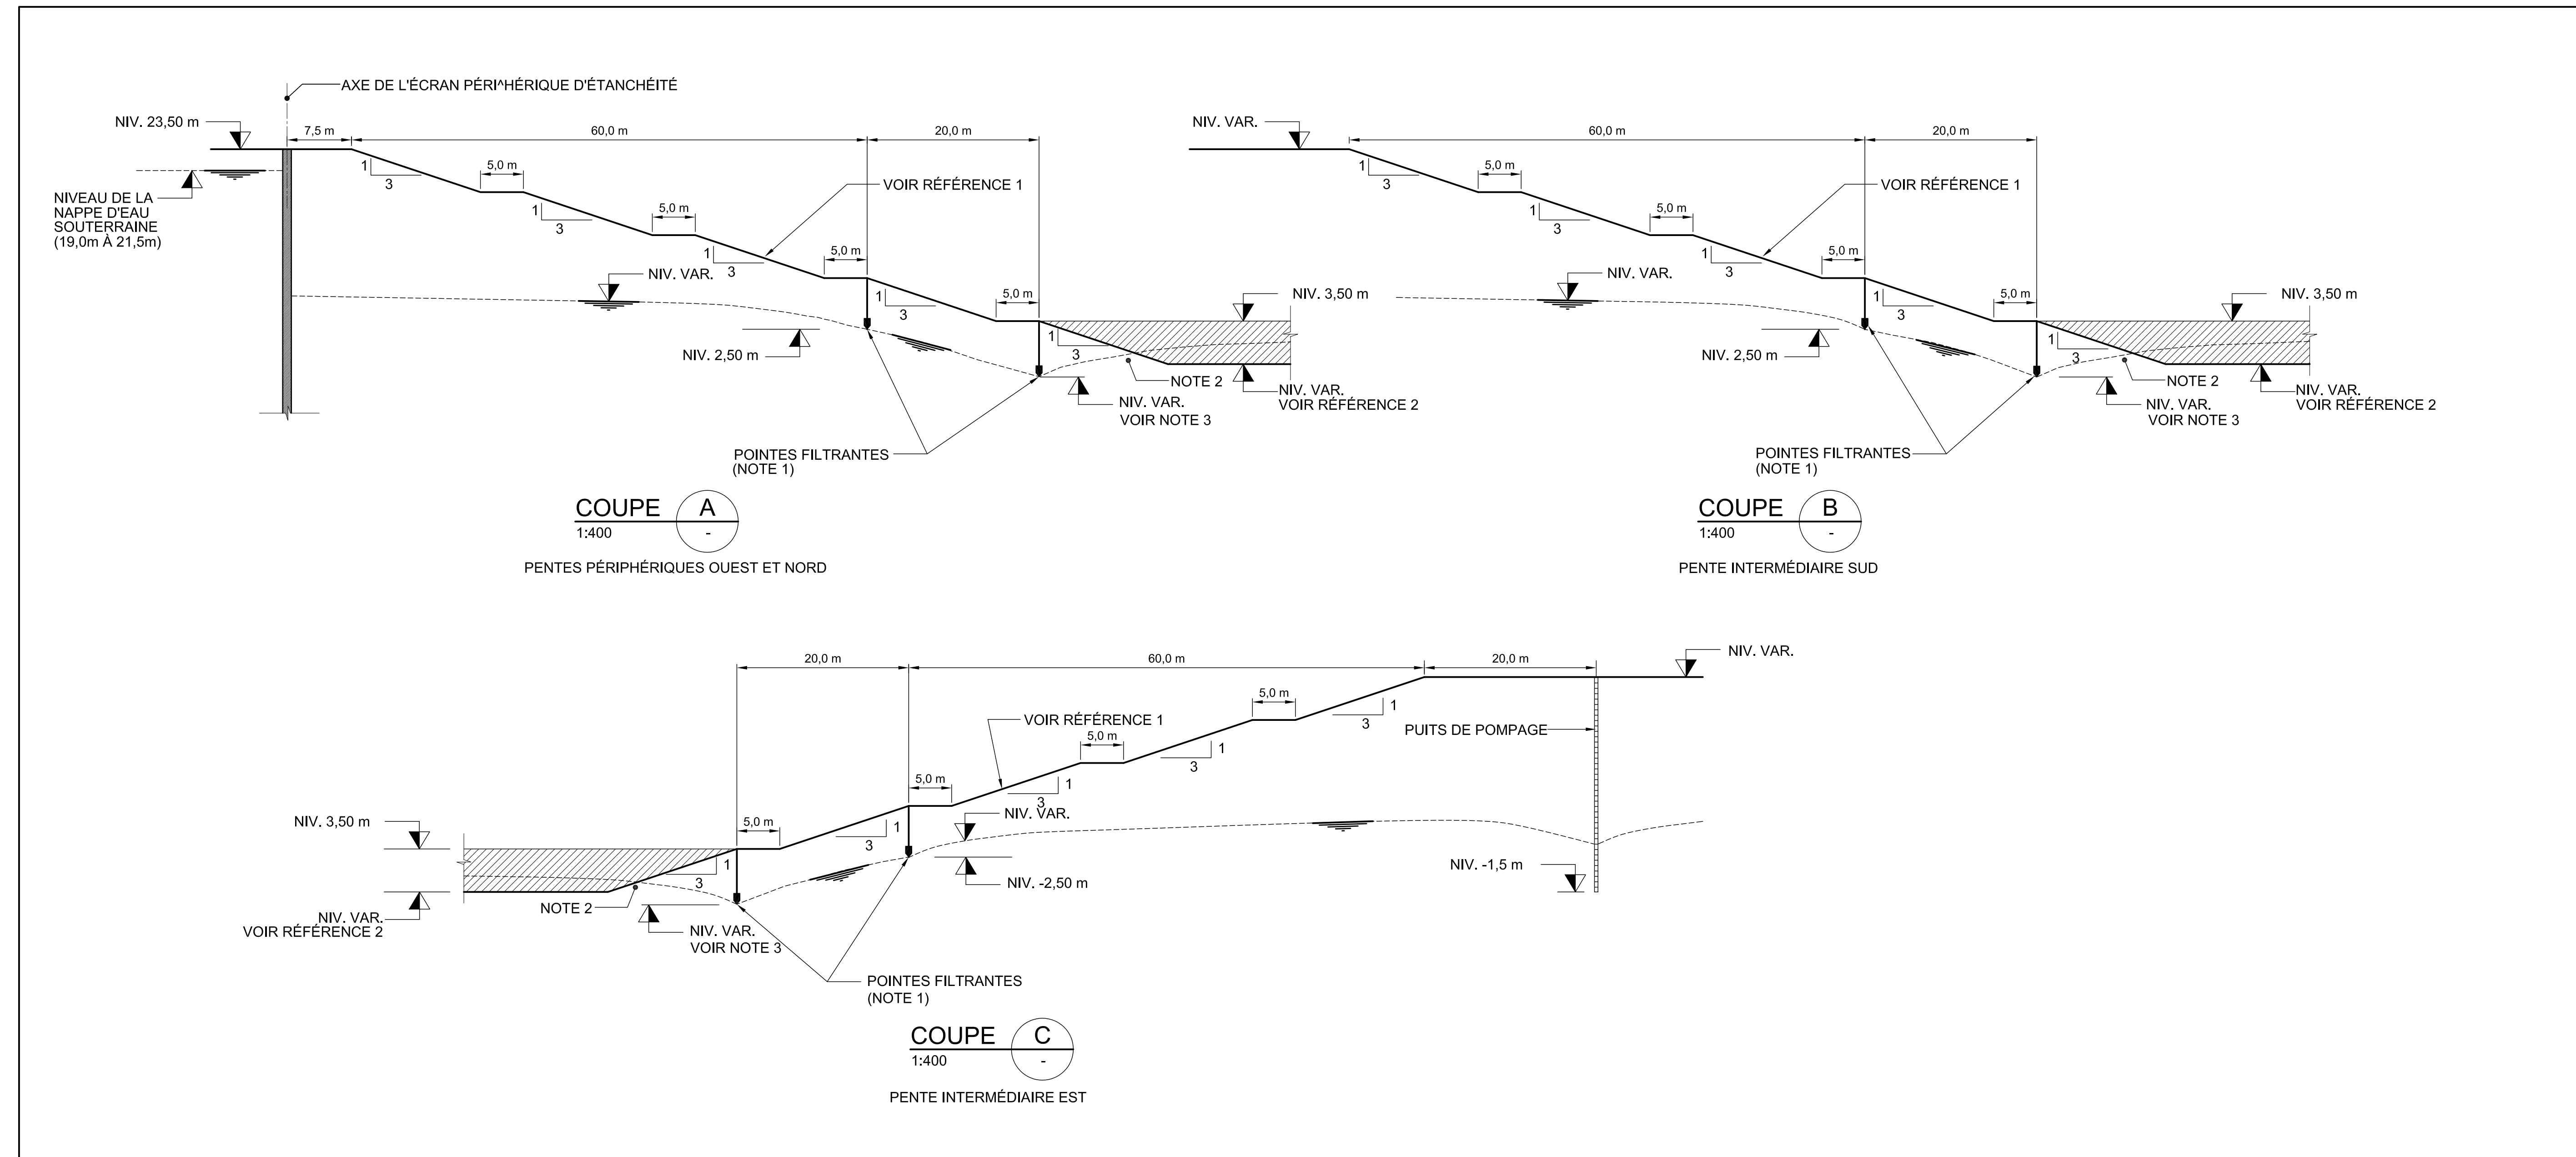 AXE DE L'ÉCRAN PÉRI^HÉRIQUE D'ÉTANCHÉITÉ
NIV. 23,50 m
7,5 m
60,0 m
20,0 m
5,0 m
1
3
NIVEAU DE LA
NAPPE D'EAU
SOUTERRAINE
(19,0m À 21,5m)
VOIR RÉFÉRENCE 1
5,0 m
1
3
5,0 m
1
3
NIV. VAR.
5,0 m
1
3
NIV. 3,50 m
NIV. 2,50 m
1
3
NOTE 2
NIV. VAR.
VOIR NOTE 3
NIV. VAR.
VOIR RÉFÉRENCE 2
POINTES FILTRANTES
(NOTE 1)
COUPE A
1:400 -
PENTES PÉRIPHÉRIQUES OUEST ET NORD
NIV. VAR.
60,0 m
20,0 m
5,0 m
1
3
VOIR RÉFÉRENCE 1
5,0 m
1
3
5,0 m
1
3
NIV. VAR.
5,0 m
1
3
NIV. 3,50 m
NIV. 2,50 m
1
3
NOTE 2
NIV. VAR.
VOIR NOTE 3
NIV. VAR.
VOIR RÉFÉRENCE 2
POINTES FILTRANTES
(NOTE 1)
COUPE B
1:400 -
PENTE INTERMÉDIAIRE SUD
20,0 m
60,0 m
20,0 m
NIV. VAR.
5,0 m
1
3
VOIR RÉFÉRENCE 1
PUITS DE POMPAGE
5,0 m
1
3
5,0 m
1
3
NIV. VAR.
NIV. 3,50 m
5,0 m
1
3
1
3
NIV. -1,5 m
NIV. -2,50 m
NOTE 2
NIV. VAR.
VOIR RÉFÉRENCE 2
NIV. VAR.
VOIR NOTE 3
POINTES FILTRANTES
(NOTE 1)
COUPE C
1:400 -
PENTE INTERMÉDIAIRE EST